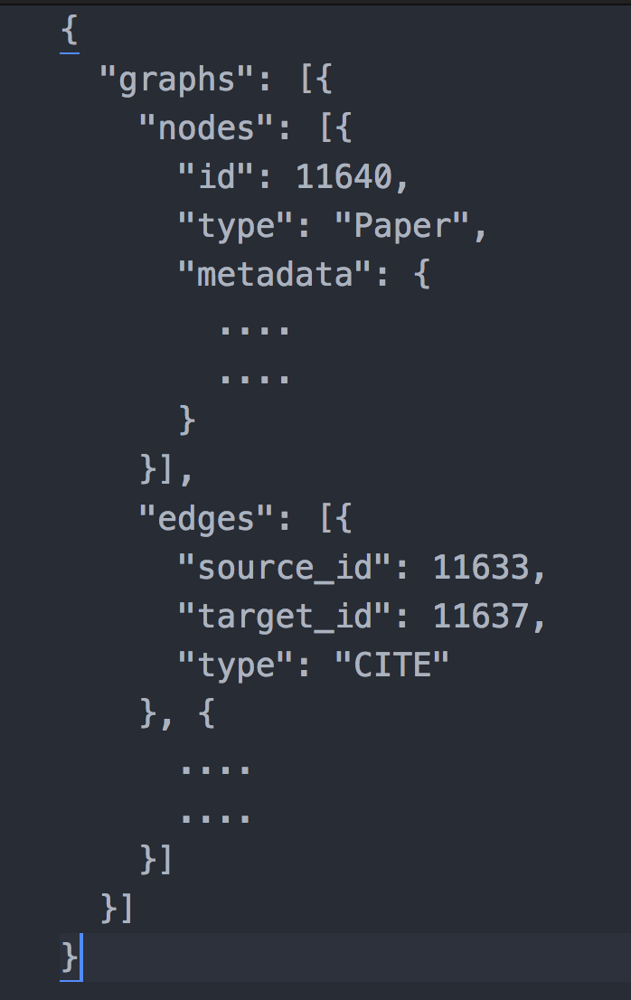 {
"graphs": [{
"nodes": [{
"id": 11640,
"type": "Paper",
"metadata": {
....
....
}
}],
"edges": [{
"source_id": 11633,
"target_id": 11637,
"type": "CITE"
}, {
....
....
}]
}]
}